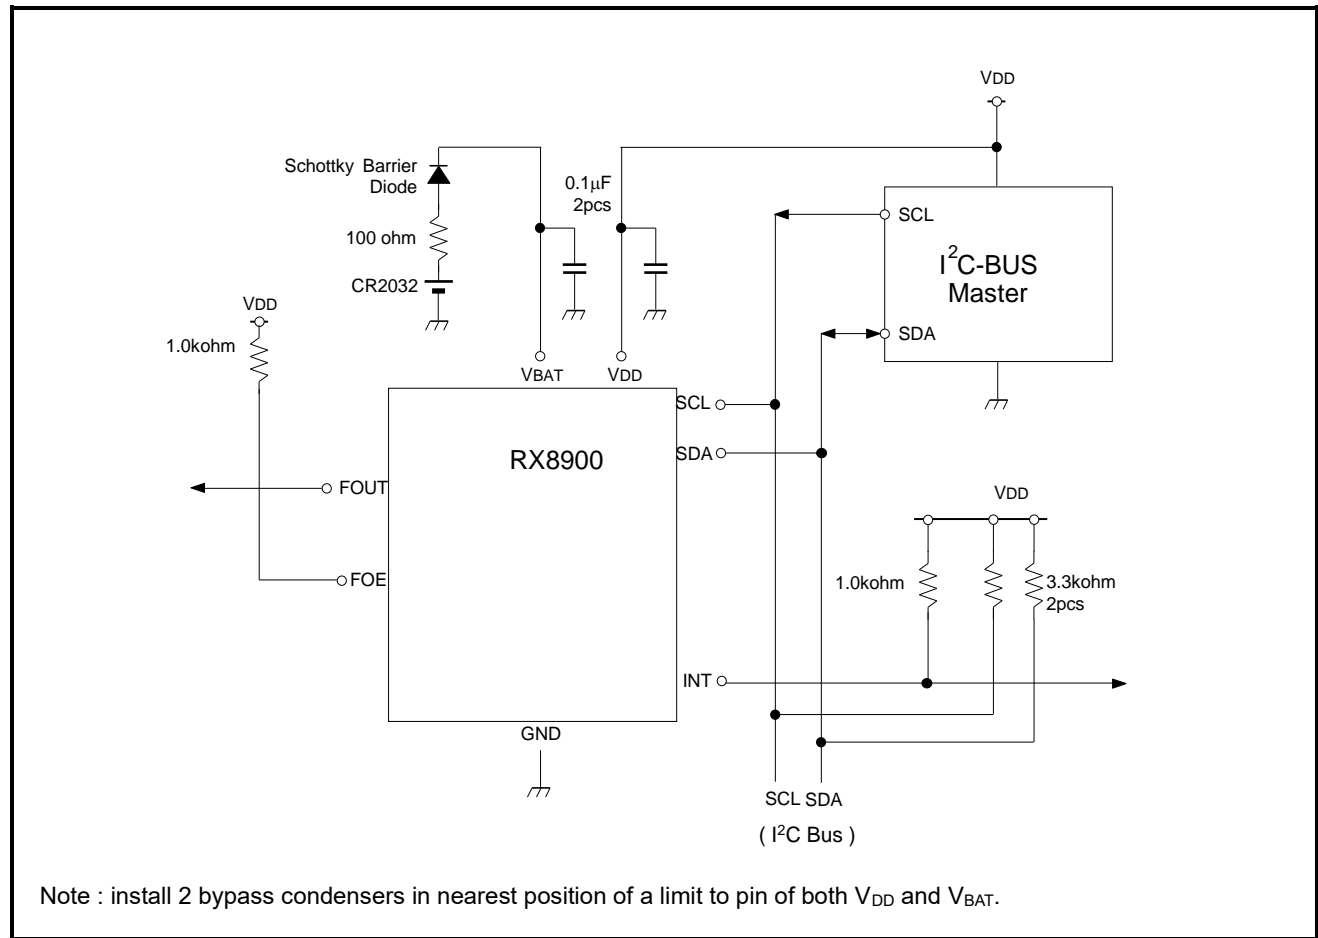 VDD
Schottky Barrier
Diode
0.1μF
2pcs
SCL
100 ohm
I²C-BUS
Master
CR2032
VDD
SDA
1.0kohm
VBAT
VDD
SCL
SDA
RX8900
FOUT
VDD
FOE
1.0kohm
3.3kohm
2pcs
INT
GND
SCL SDA
( I²C Bus )
Note : install 2 bypass condensers in nearest position of a limit to pin of both VDD and VBAT.